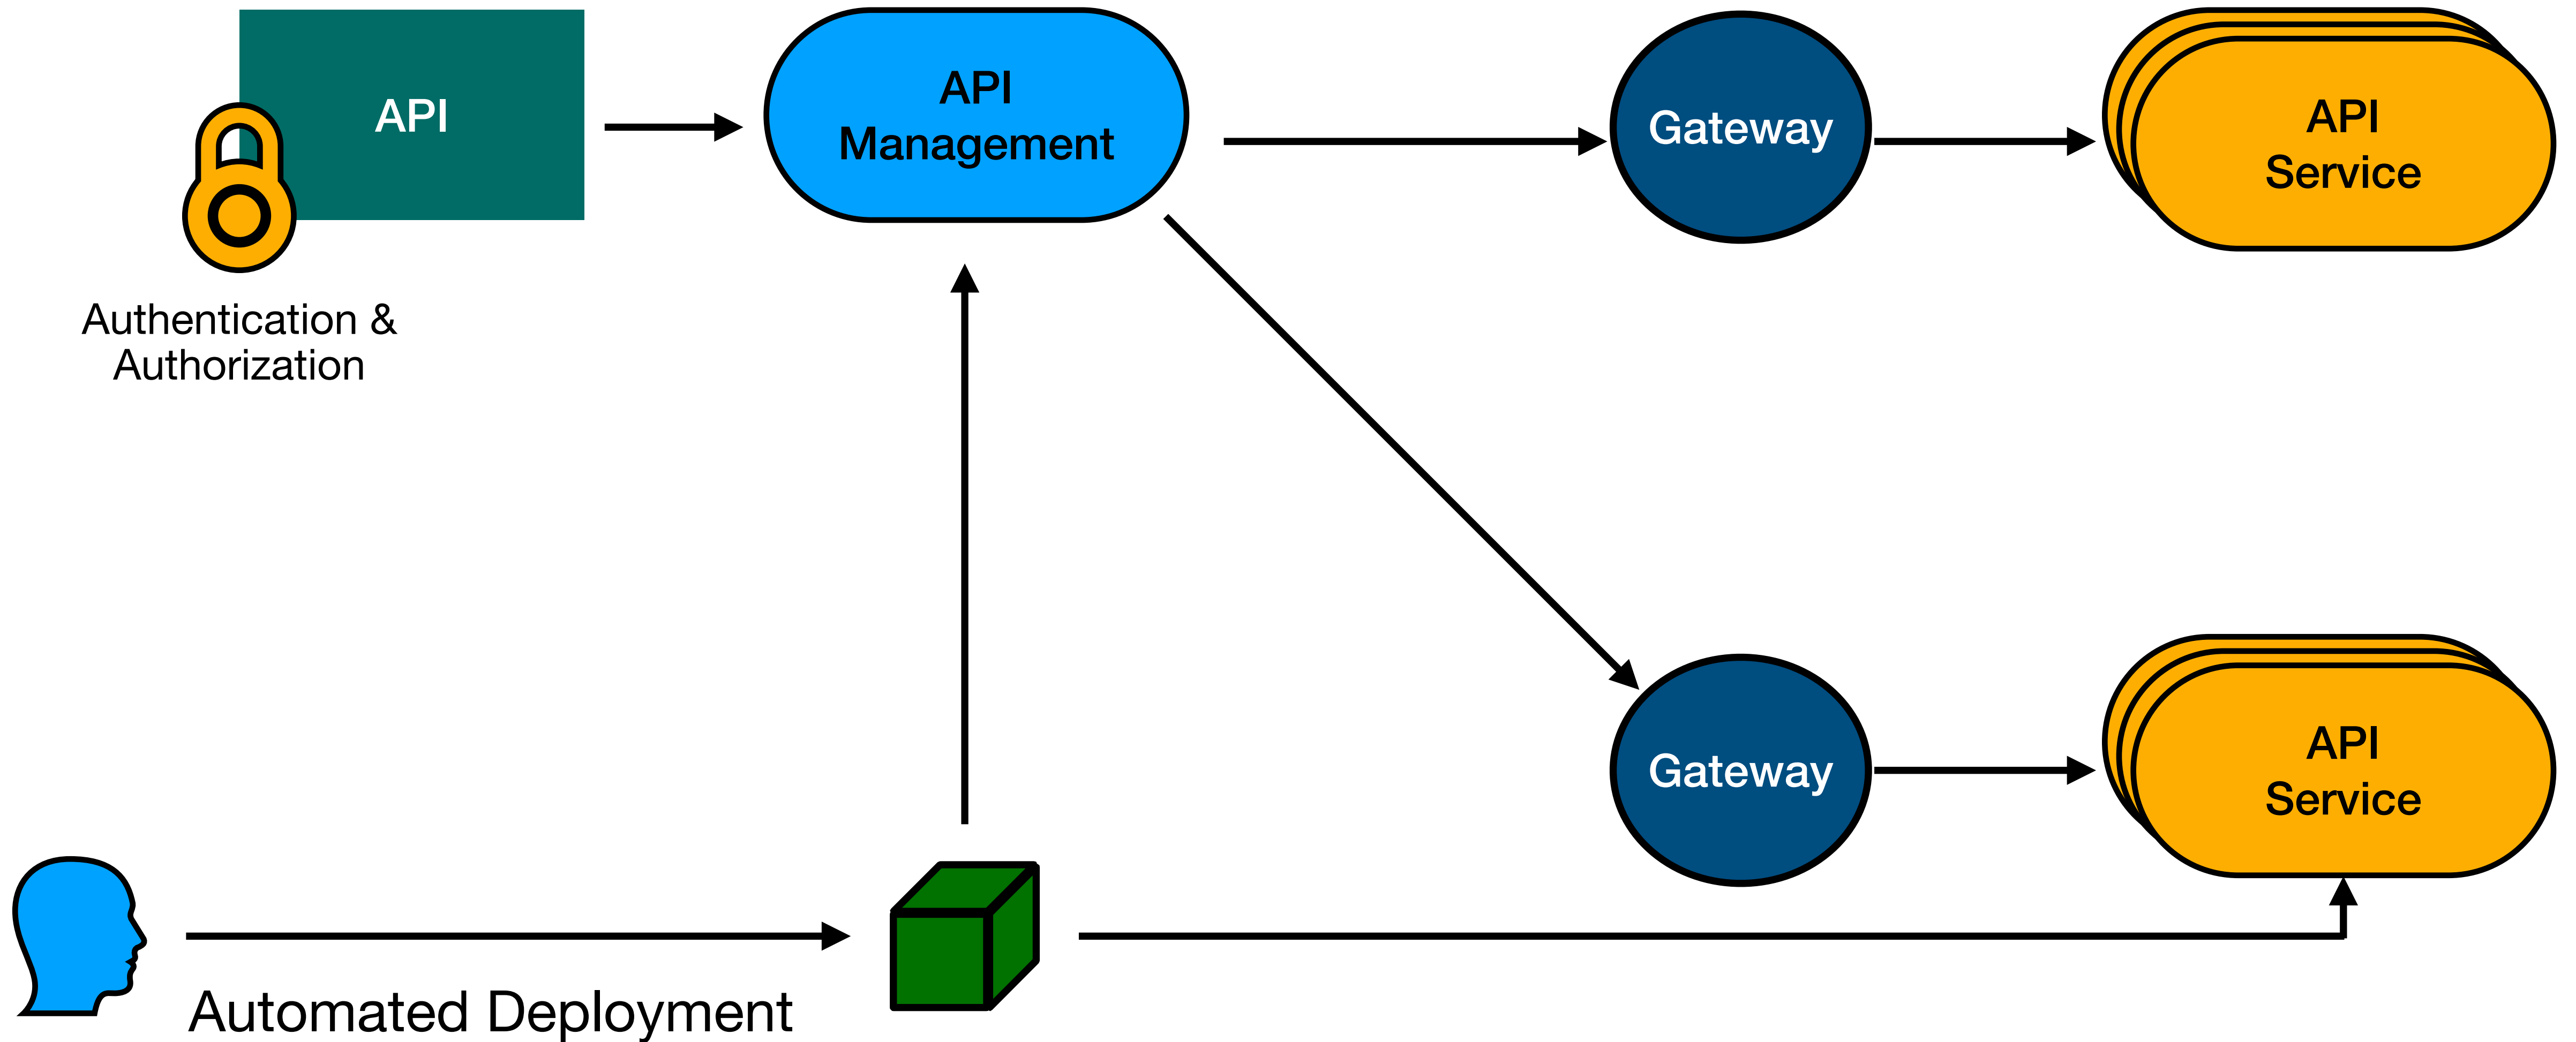 API
API
Management
Gateway
API
Service
Authentication &
Authorization
Gateway
API
Service
Automated Deployment